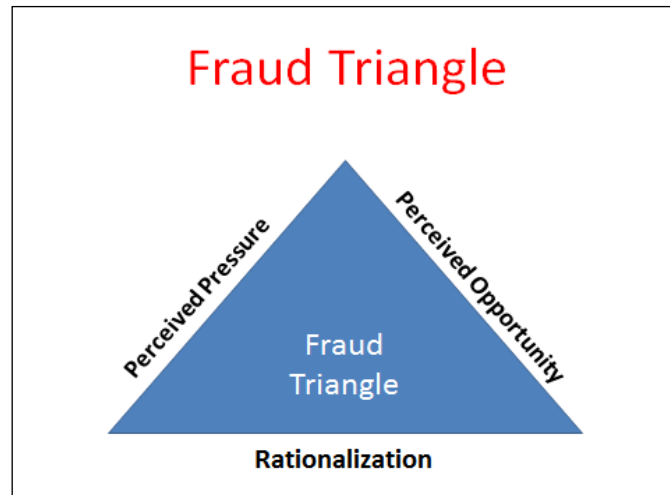 Fraud Triangle
Perceived Pressure
Perceived Opportunity
Fraud
Triangle
Rationalization